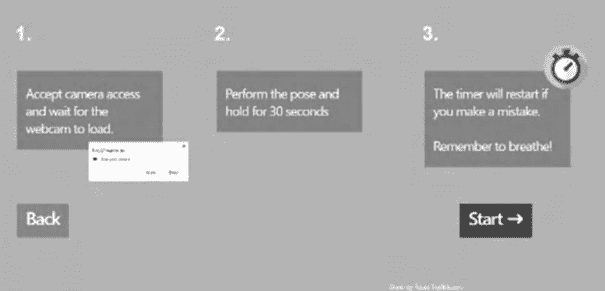 1.
Accept camera access
and wait for the
webcam to load.
2.
Perform the pose and
hold for 30 seconds
3.
The timer will restart if
you make a mistake.
Remember to breathe!
Back
Start →